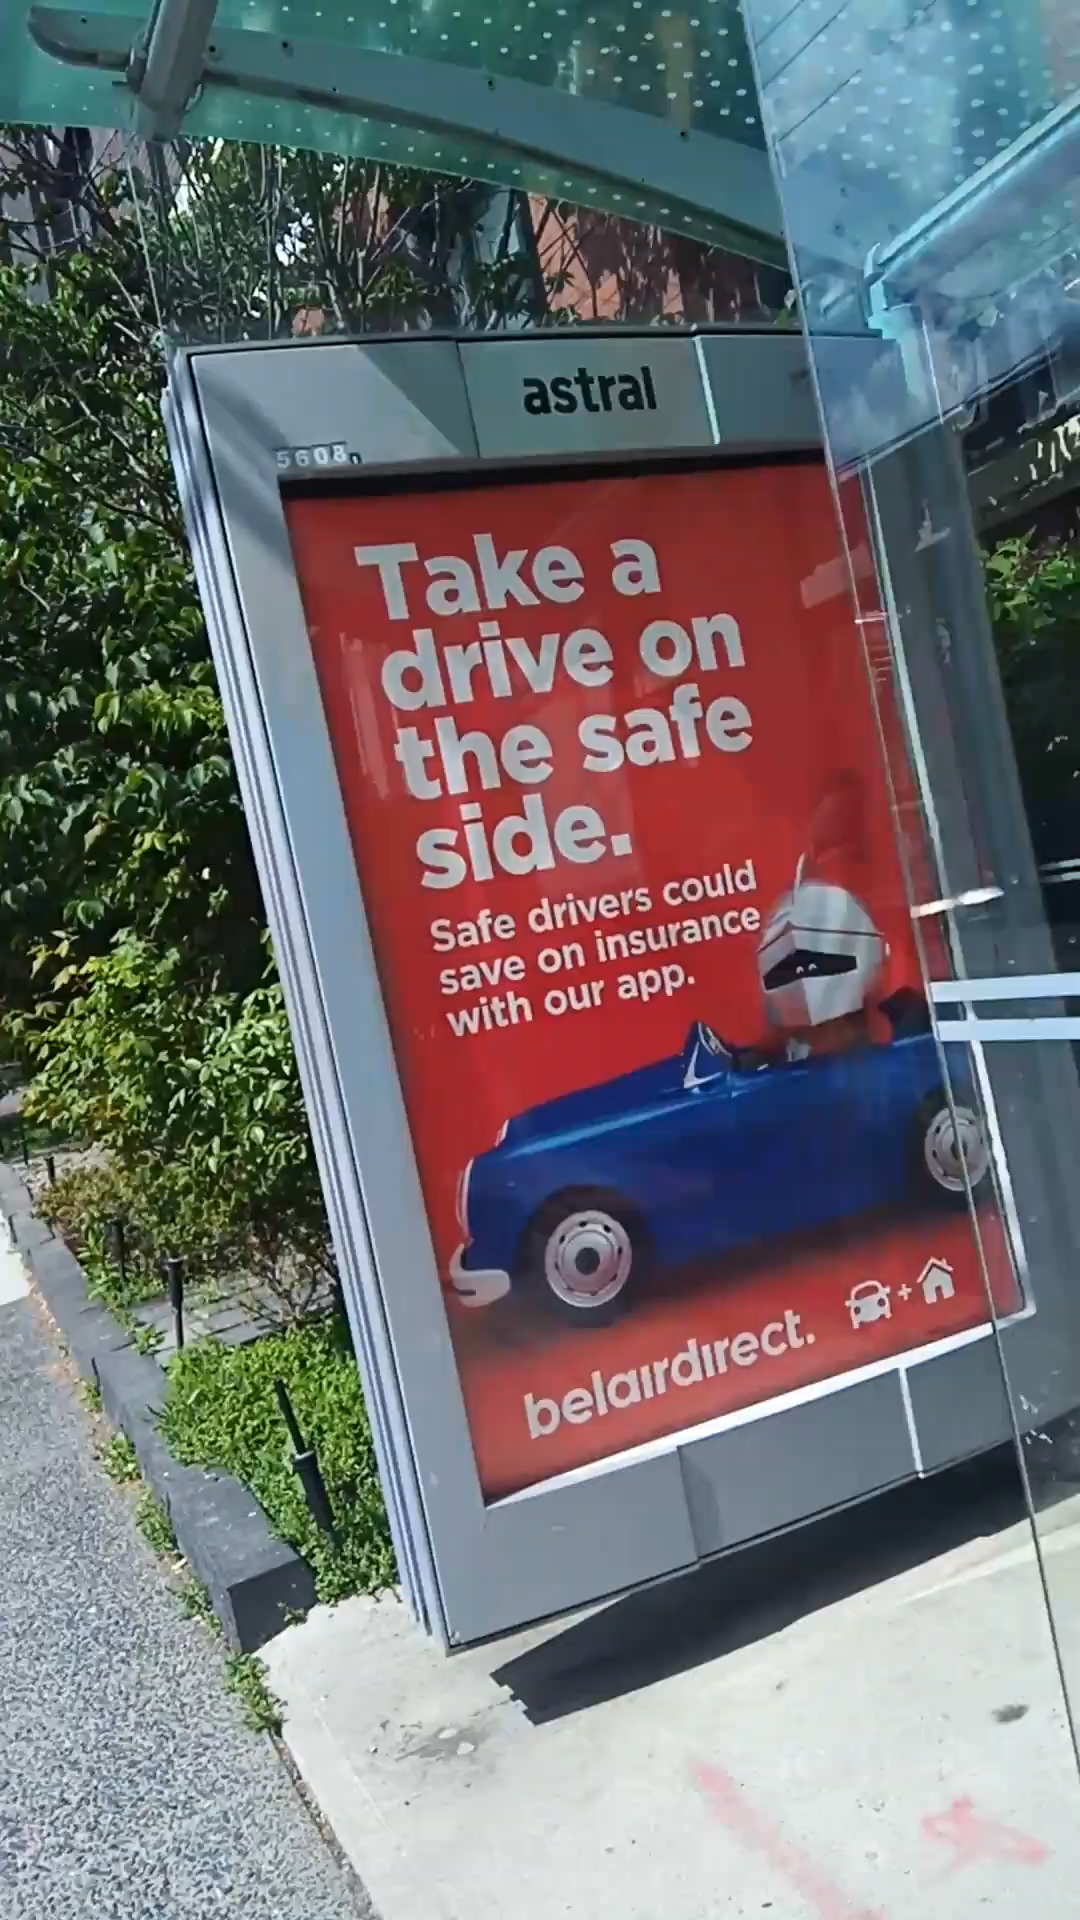 astral
5608
Take a
drive on
the safe
side.
Safe drivers could
save on insurance
with our app.
belairdirect.